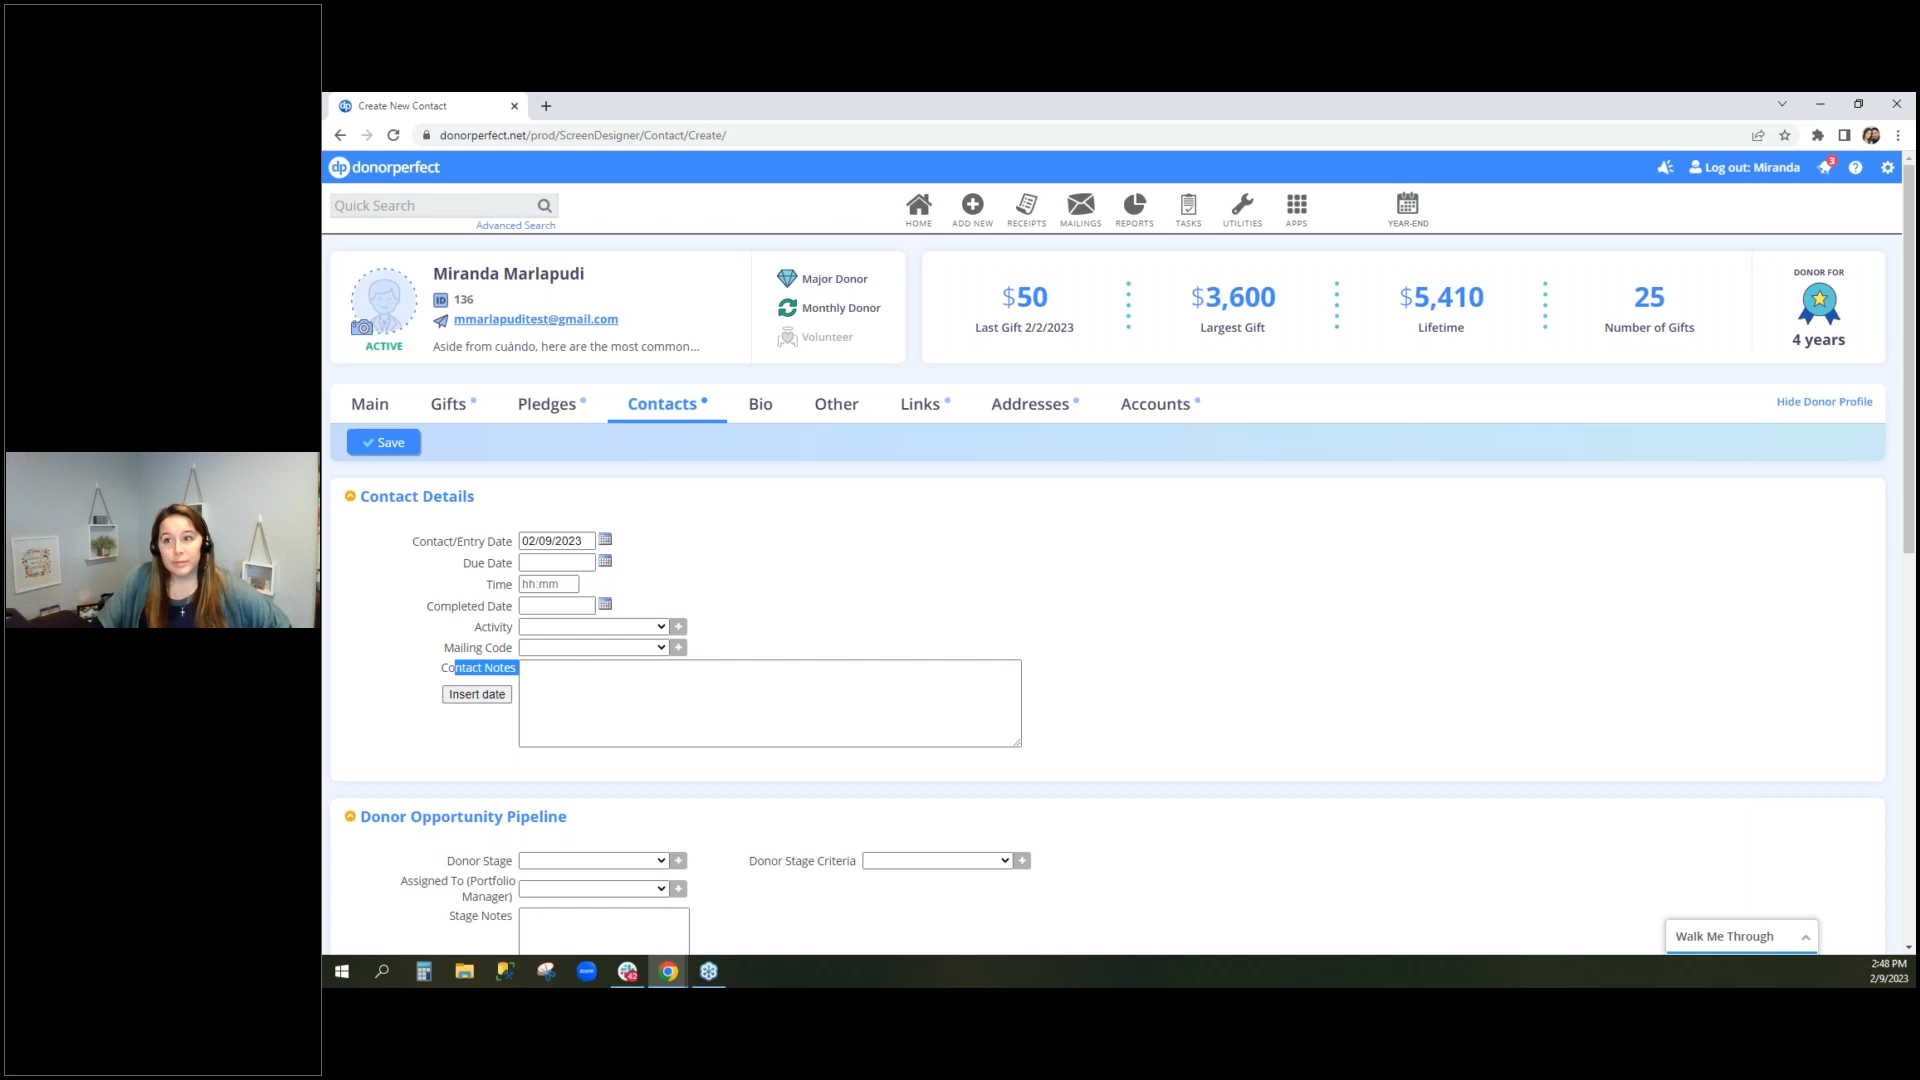 Create New Contact
donorperfect.net/prod/ScreenDesigner/Contact/Create/
dp donorperfect
Log out: Miranda
3
Quick Search
Advanced Search
HOME
ADD NEW
RECEIPTS
MAILINGS
REPORTS
TASKS
UTILITIES
APPS
YEAR-END
Miranda Marlapudi
ID 136
mmarlapuditest@gmail.com
ACTIVE
Aside from cuándo, here are the most common...
Major Donor
Monthly Donor
Volunteer
$50
Last Gift 2/2/2023
$3,600
Largest Gift
$5,410
Lifetime
25
Number of Gifts
DONOR FOR
4 years
Main
Gifts
Pledges
Contacts
Bio
Other
Links
Addresses
Accounts
Hide Donor Profile
Save
Contact Details
Contact/Entry Date 02/09/2023
Due Date
Time hh:mm
Completed Date
Activity
Mailing Code
Contact Notes
Insert date
Donor Opportunity Pipeline
Donor Stage
Donor Stage Criteria
Assigned To (Portfolio
Manager)
Stage Notes
Walk Me Through
zoom
42
2:48 PM
2/9/2023